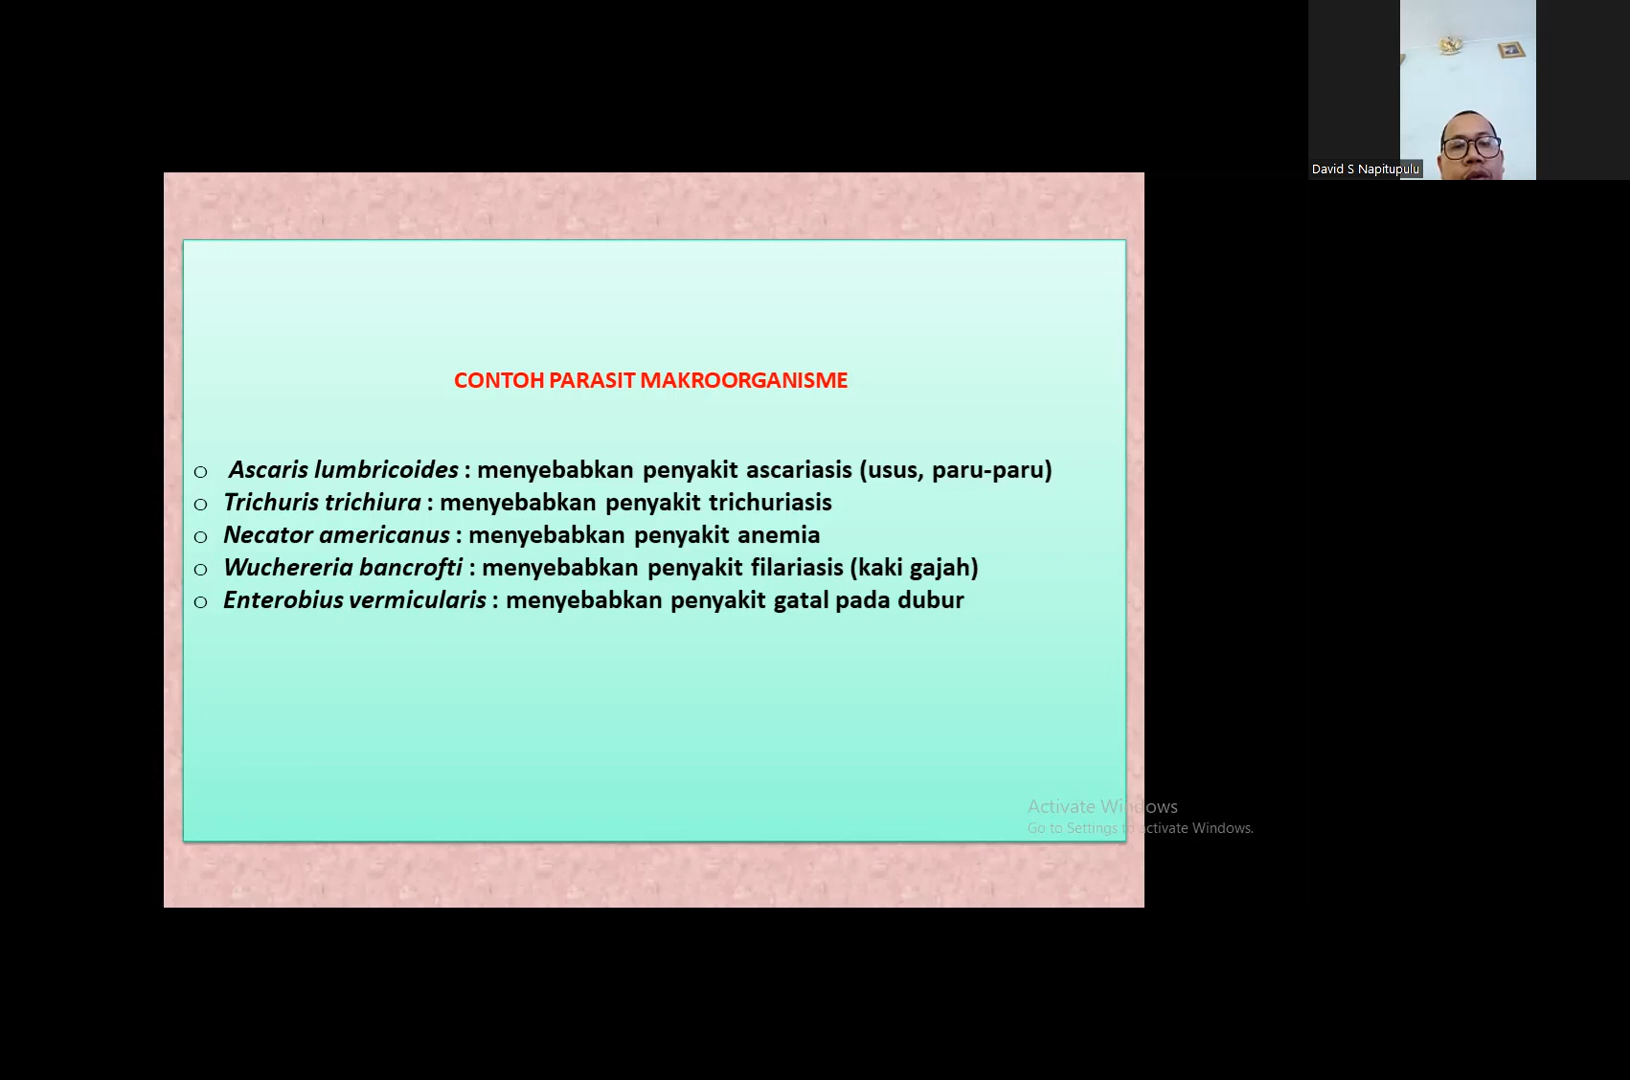 David S Napitupulu
CONTOH PARASIT MAKROORGANISME
o Ascaris lumbricoides : menyebabkan penyakit ascariasis (usus, paru-paru)
o Trichuris trichiura : menyebabkan penyakit trichuriasis
o Necator americanus : menyebabkan penyakit anemia
o Wuchereria bancrofti : menyebabkan penyakit filariasis (kaki gajah)
o Enterobius vermicularis : menyebabkan penyakit gatal pada dubur
Activate Windows
Go to Settings to activate Windows.